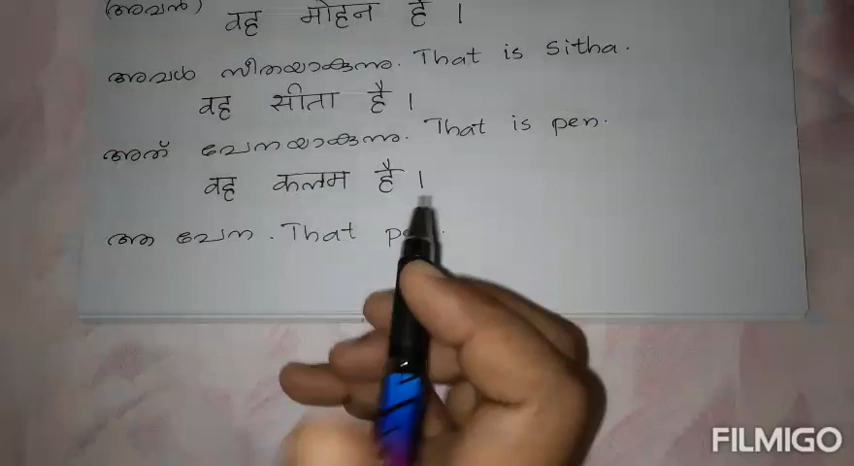 (അവൻ)
वह मोहन है ।
അവൾ സീതയാകുന്നു. That is Sitha.
वह सीता है ।
അത് പേനയാകുന്നു. That is pen.
वह कलम है ।
ആ പേന. That
FILMIGO